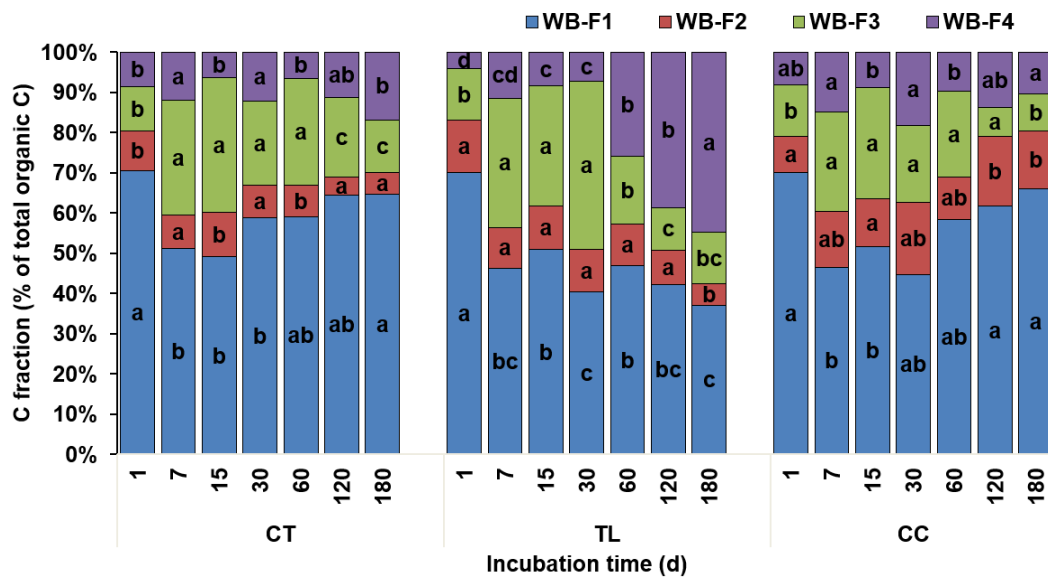 WB-F1 WB-F2 WB-F3 WB-F4
C fraction (% of total organic C)
100%
90%
80%
70%
60%
50%
40%
30%
20%
10%
0%
b a b a b ab b
b a a a a c c
b a b a b a a
a b b b ab ab a
d cd c c b b a
b a a a b c bc
a a a a a a b
a bc b c b bc c
ab a b a b ab a
b a a a a a b
a ab a ab ab b b
a b b ab ab a a
1 7 15 30 60 120 180 1 7 15 30 60 120 180 1 7 15 30 60 120 180
CT TL CC
Incubation time (d)